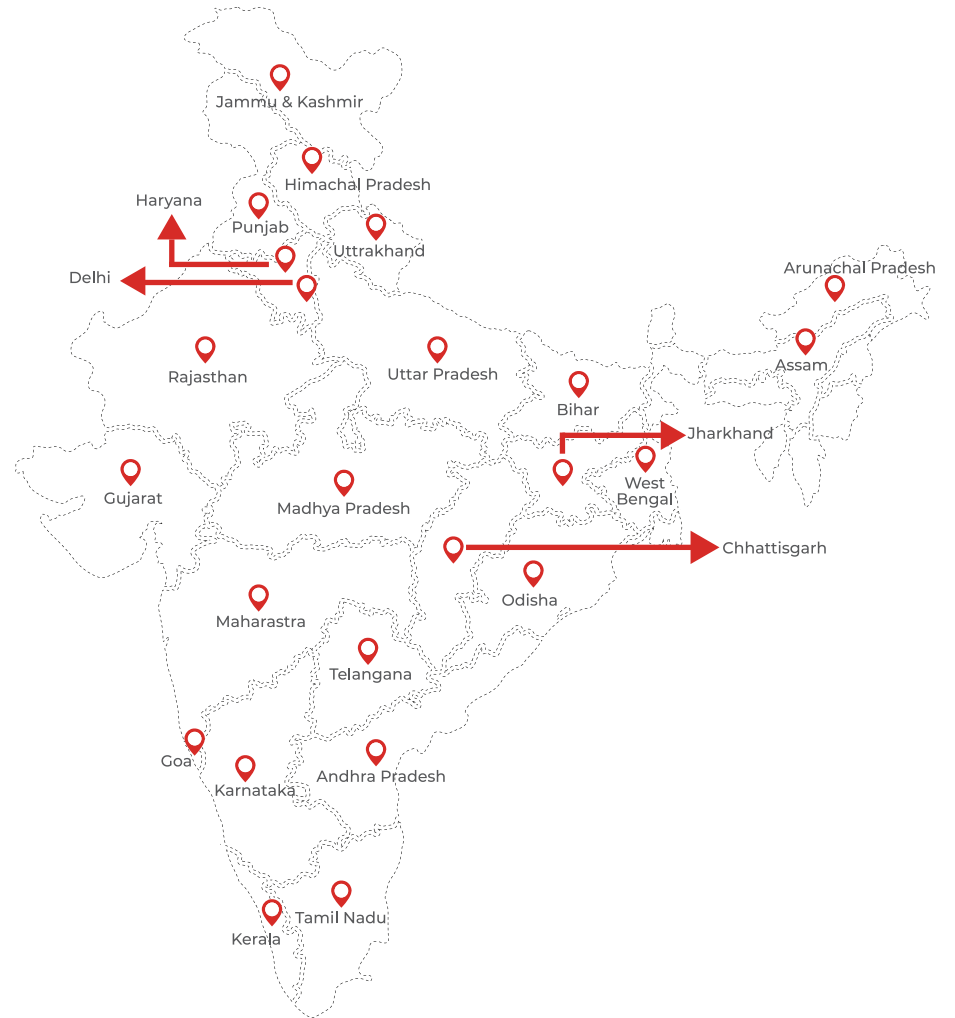 Jammu & Kashmir
Himachal Pradesh
Haryana
Punjab
Uttrakhand
Delhi
Arunachal Pradesh
Assam
Rajasthan
Uttar Pradesh
Bihar
Jharkhand
Gujarat
Madhya Pradesh
West
Bengal
Chhattisgarh
Odisha
Maharastra
Telangana
Goa
Karnataka
Andhra Pradesh
Tamil Nadu
Kerala